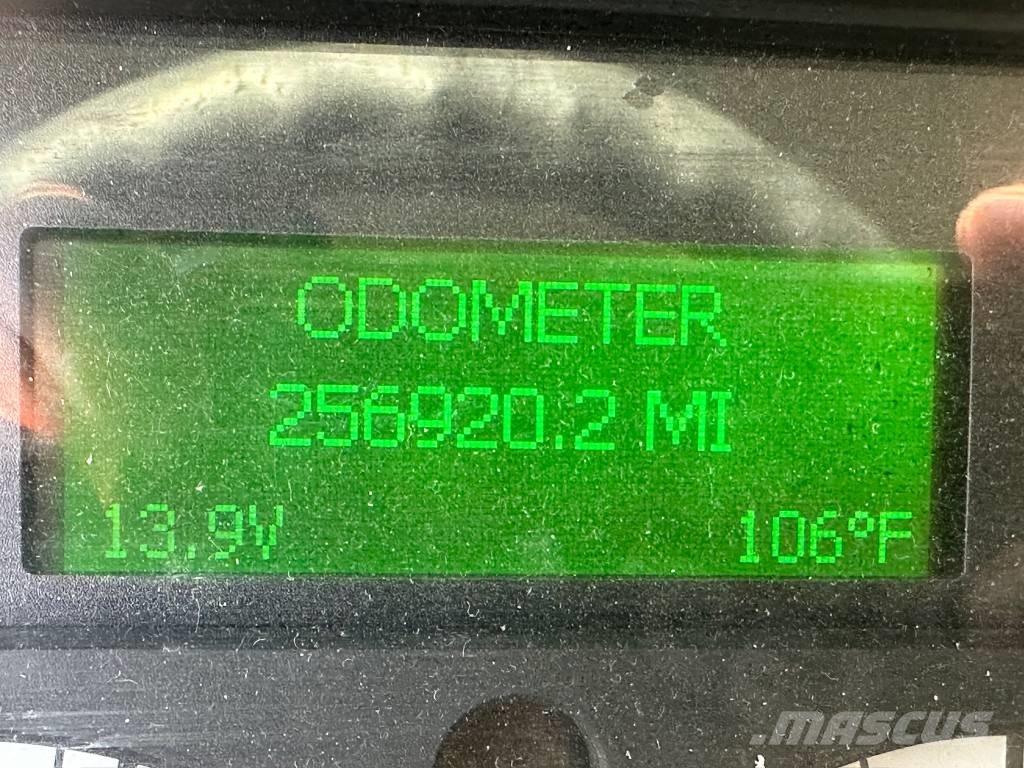 ODOMETER
256920.2 MI
13.9V 106°F
MASCUS